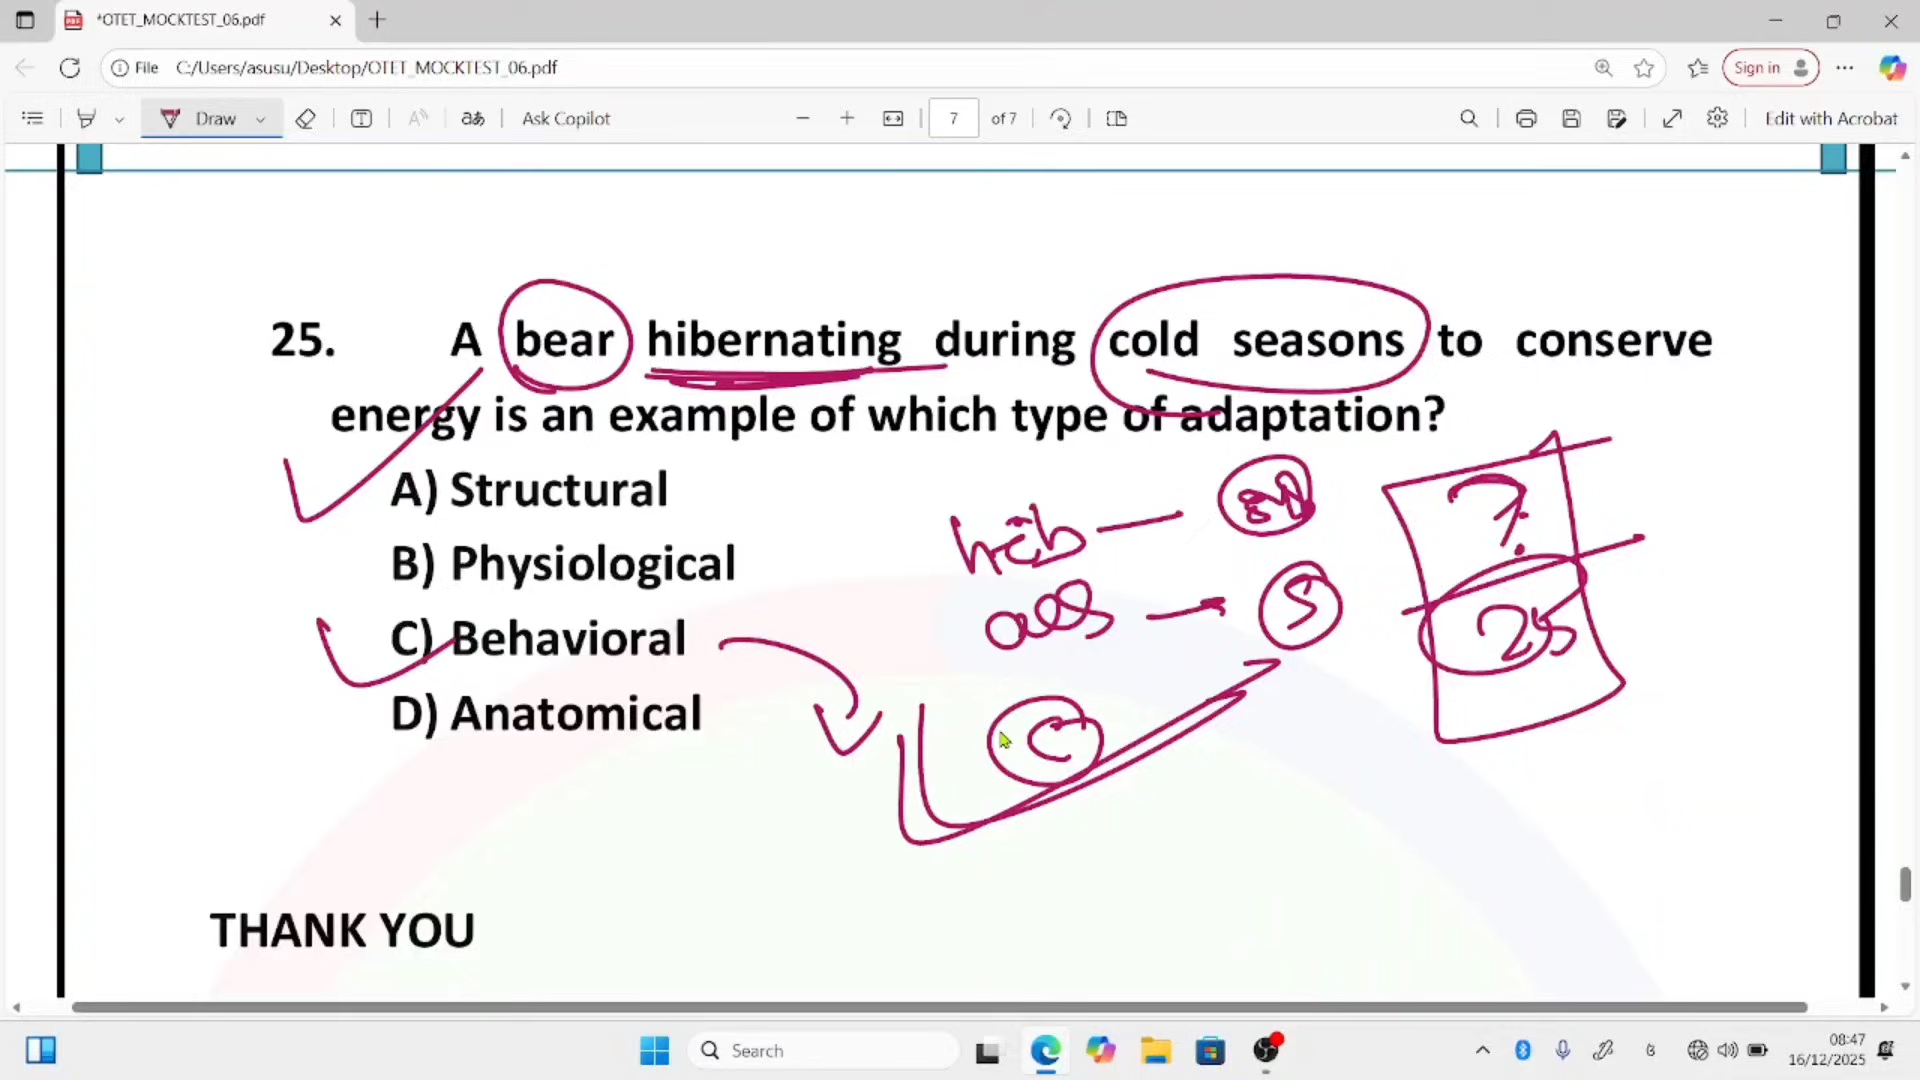 *OTET_MOCKTEST_06.pdf
File C:/Users/asusu/Desktop/OTET_MOCKTEST_06.pdf
Sign in
Draw
Ask Copilot
7 of 7
Edit with Acrobat
25. A bear hibernating during cold seasons to conserve
energy is an example of which type of adaptation?
A) Structural
B) Physiological
C) Behavioral
D) Anatomical
hib
aes
S
?
25
C
THANK YOU
Search
08:47
16/12/2025